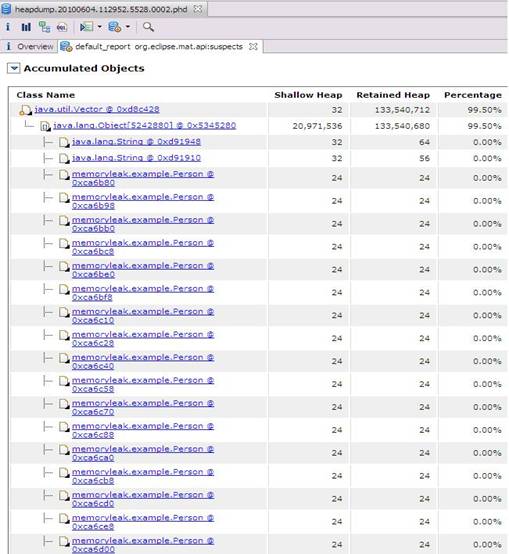 heapdump.20100604.112952.5528.0002.phd
Overview default_report org.eclipse.mat.api:suspects
Accumulated Objects
Class Name Shallow Heap Retained Heap Percentage
java.util.Vector @ 0xd8c428 32 133,540,712 99.50%
java.lang.Object[5242880] @ 0x5345280 20,971,536 133,540,680 99.50%
java.lang.String @ 0xd91948 32 64 0.00%
java.lang.String @ 0xd91910 32 56 0.00%
memoryleak.example.Person @
0xca6b80 24 24 0.00%
memoryleak.example.Person @
0xca6b98 24 24 0.00%
memoryleak.example.Person @
0xca6bb0 24 24 0.00%
memoryleak.example.Person @
0xca6bc8 24 24 0.00%
memoryleak.example.Person @
0xca6be0 24 24 0.00%
memoryleak.example.Person @
0xca6bf8 24 24 0.00%
memoryleak.example.Person @
0xca6c10 24 24 0.00%
memoryleak.example.Person @
0xca6c28 24 24 0.00%
memoryleak.example.Person @
0xca6c40 24 24 0.00%
memoryleak.example.Person @
0xca6c58 24 24 0.00%
memoryleak.example.Person @
0xca6c70 24 24 0.00%
memoryleak.example.Person @
0xca6c88 24 24 0.00%
memoryleak.example.Person @
0xca6ca0 24 24 0.00%
memoryleak.example.Person @
0xca6cb8 24 24 0.00%
memoryleak.example.Person @
0xca6cd0 24 24 0.00%
memoryleak.example.Person @
0xca6ce8 24 24 0.00%
memoryleak.example.Person @
0xca6d00 24 24 0.00%